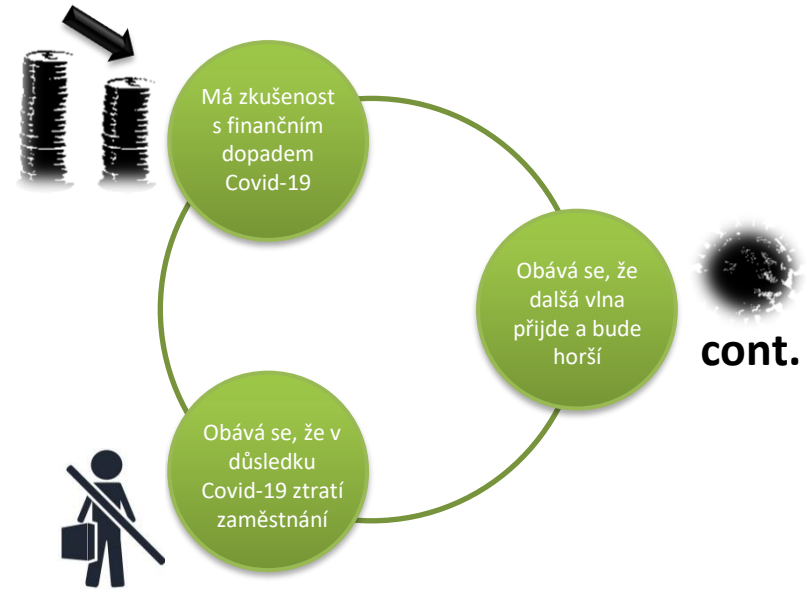 Má zkušenost
s finančním
dopadem
Covid-19
Obává se, že
dalšá vlna
přijde a bude
horší
cont.
Obává se, že v
důsledku
Covid-19 ztratí
zaměstnání